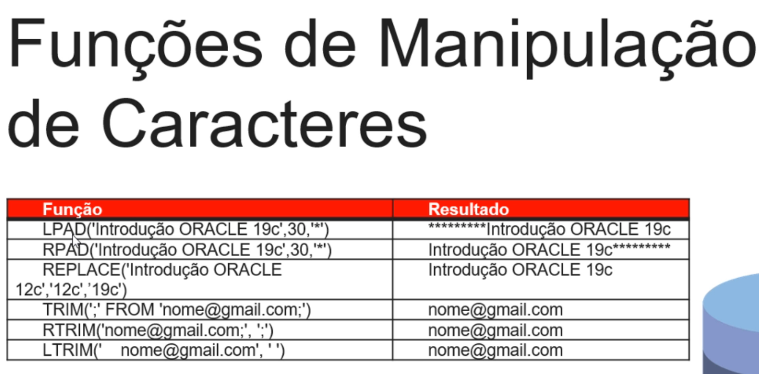 Funções de Manipulação
de Caracteres
Função Resultado
LPAD('Introdução ORACLE 19c',30,'*') *********Introdução ORACLE 19c
RPAD('Introdução ORACLE 19c',30,'*') Introdução ORACLE 19c*********
REPLACE('Introdução ORACLE Introdução ORACLE 19c
12c','12c','19c')
TRIM(';' FROM 'nome@gmail.com;') nome@gmail.com
RTRIM('nome@gmail.com;', ';') nome@gmail.com
LTRIM('    nome@gmail.com', ' ') nome@gmail.com